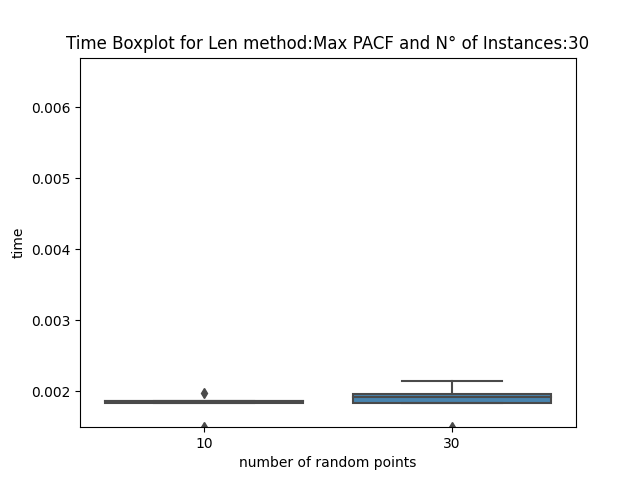 Time Boxplot for Len method:Max PACF and N° of Instances:30
0.006
0.005
0.004
0.003
0.002
time
10
30
number of random points